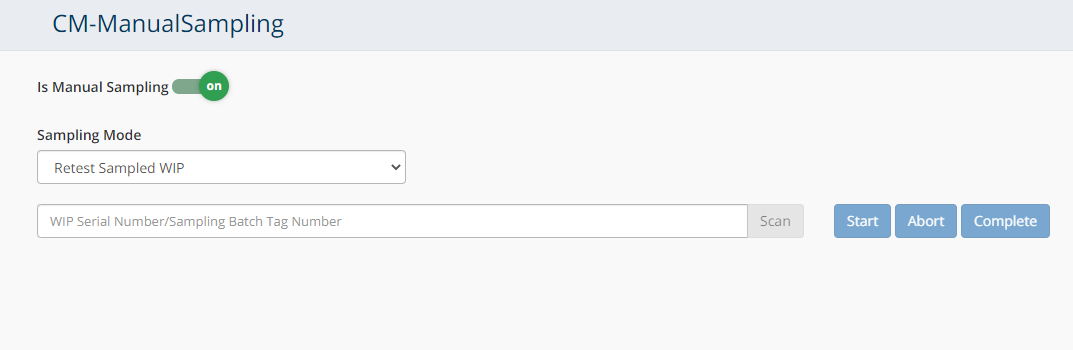 CM-ManualSampling
Is Manual Sampling on
Sampling Mode
Retest Sampled WIP
WIP Serial Number/Sampling Batch Tag Number Scan Start Abort Complete